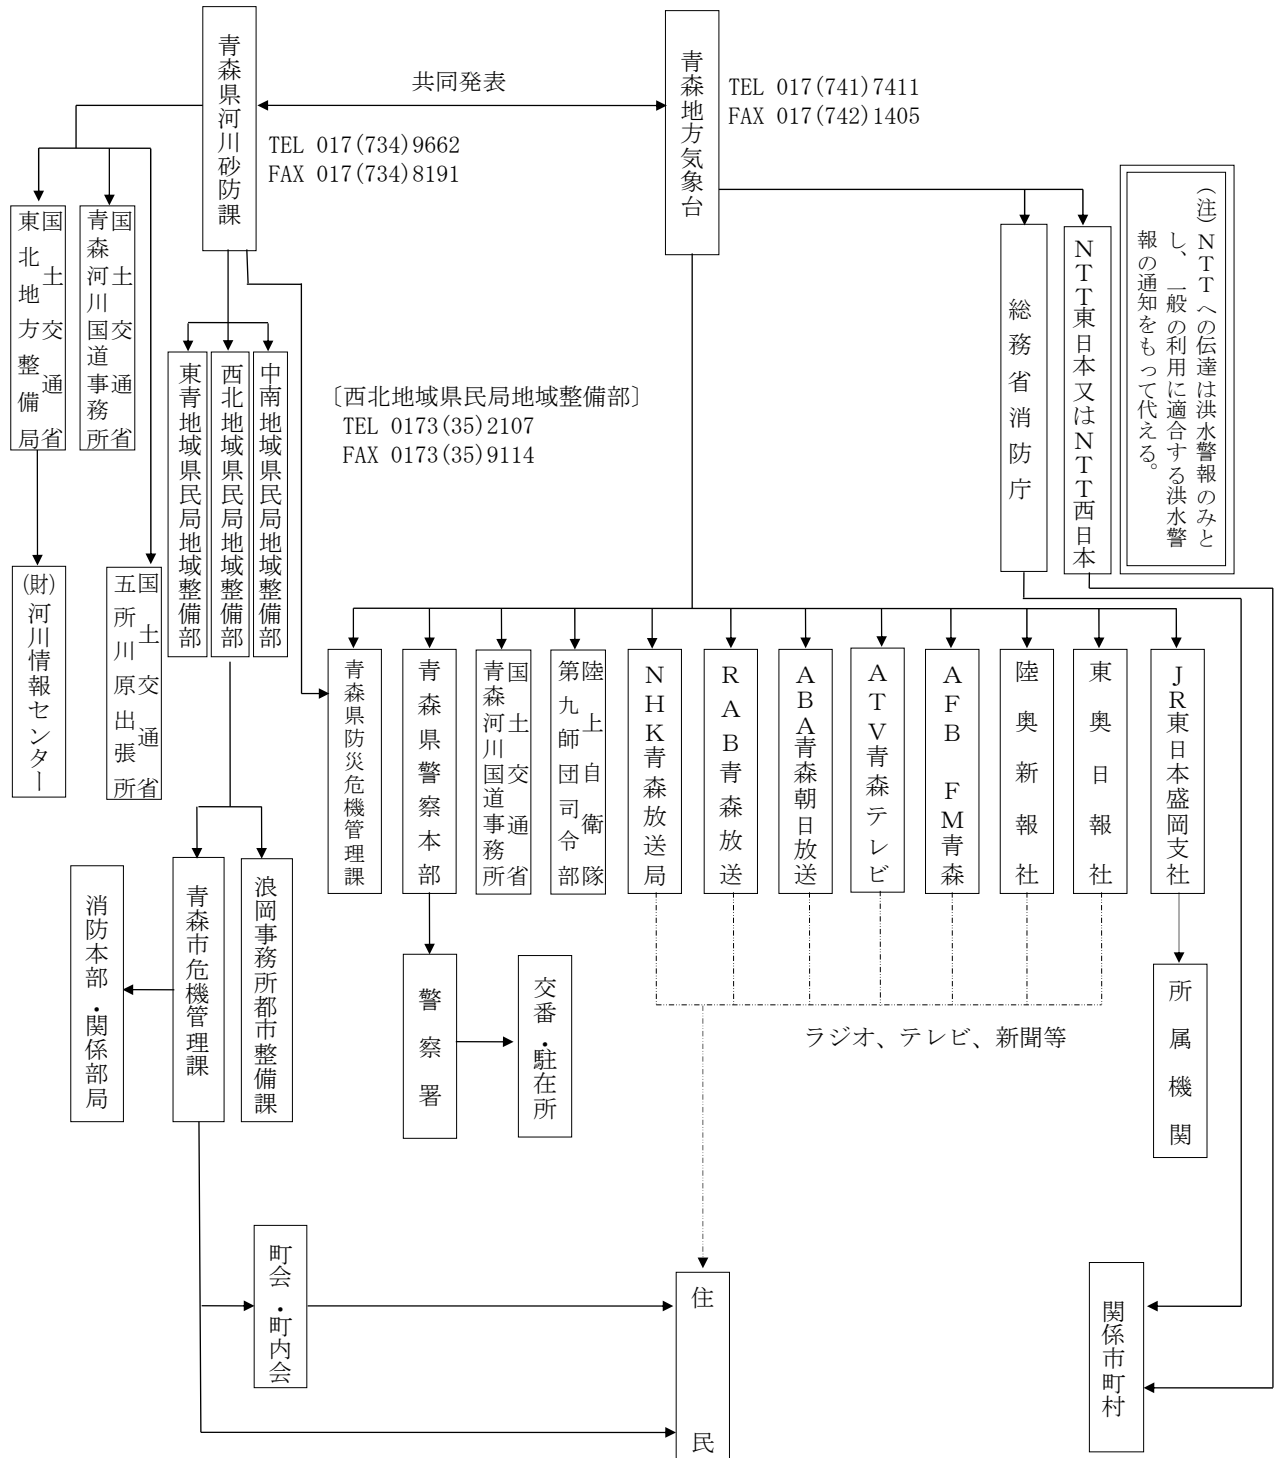 青森県河川砂防課
共同発表
青森地方気象台
TEL 017(741)7411
FAX 017(742)1405
TEL 017(734)9662
FAX 017(734)8191
国土交通省
東北地方整備局
国土交通省
青森河川国道事務所
総務省消防庁
NTT東日本又はNTT西日本
(注)NTTへの伝達は洪水警報のみと
し、一般の利用に適合する洪水警
報の通知をもって代える。
東青地域県民局地域整備部
西北地域県民局地域整備部
中南地域県民局地域整備部
〔西北地域県民局地域整備部〕
TEL 0173(35)2107
FAX 0173(35)9114
(財)河川情報センター
国土交通省
五所川原出張所
青森県防災危機管理課
青森県警察本部
国土交通省
青森河川国道事務所
陸上自衛隊
第九師団司令部
NHK青森放送局
RAB青森放送
ABA青森朝日放送
ATV青森テレビ
AFB FM青森
陸奥新報社
東奥日報社
JR東日本盛岡支社
消防本部・関係部局
青森市危機管理課
浪岡事務所都市整備課
警察署
交番・駐在所
ラジオ、テレビ、新聞等
所属機関
町会・町内会
住民
関係市町村